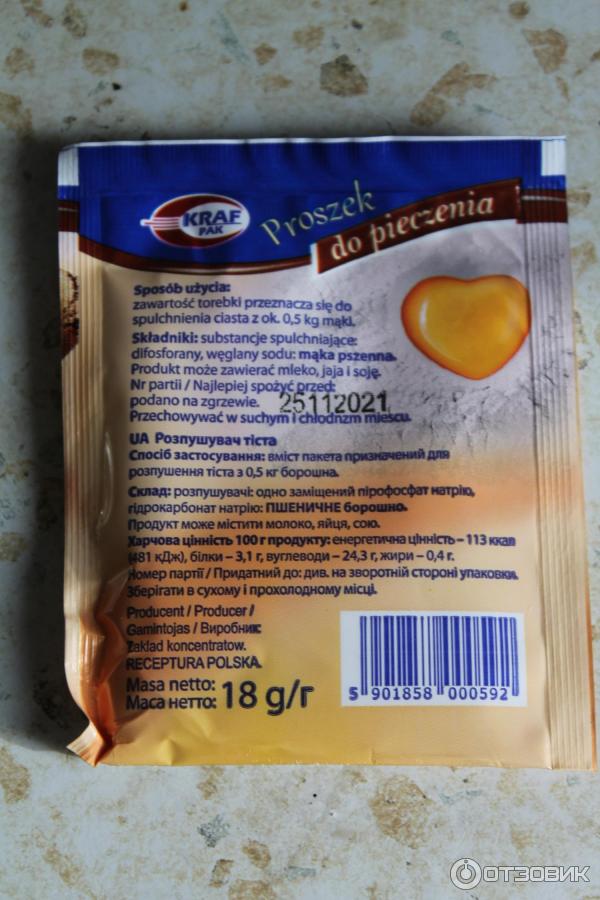 KRAF
PAK
Proszek
do pieczenia
Sposób użycia:
zawartość torebki przeznacza się do
spulchnienia ciasta z ok. 0,5 kg mąki.
Składniki: substancje spulchniające:
difosforany, węglany sodu: mąka pszenna.
Produkt może zawierać mleko, jaja i soję.
Nr partii / Najlepiej spożyć przed:
podano na zgrzewie. 25112021
Przechowywać w suchym i chłodnzm miescu.
UA Розпушувач тіста
Спосіб застосування: вміст пакета призначений для
розпушення тіста з 0,5 кг борошна.
Склад: розпушувачі: одно заміщений пірофосфат натрію,
гідрокарбонат натрію: ПШЕНИЧНЕ борошно.
Продукт може містити молоко, яйця, сою.
Харчова цінність 100 г продукту: енергетична цінність – 113 ккал
(481 кДж), білки – 3,1 г, вуглеводи – 24,3 г, жири – 0,4 г.
Номер партії / Придатний до: див. на зворотній стороні упаковки.
Зберігати в сухому і прохолодному місці.
Producent / Producer /
Gamintojas / Виробник:
Zakład koncentratow.
RECEPTURA POLSKA.
Masa netto:
Маса нетто: 18 g/г
5 901858 000592
ОТЗОВИК